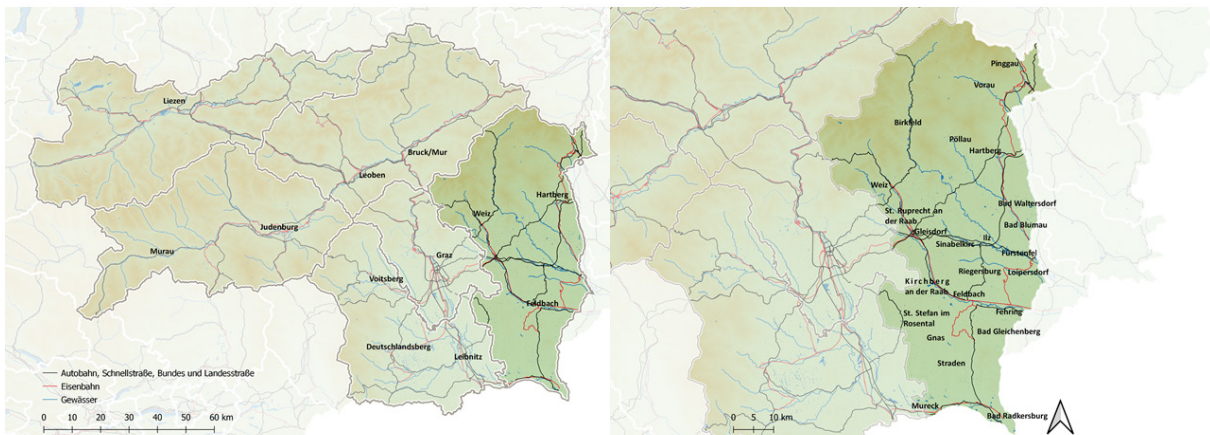 Liezen
Bruck/Mur
Leoben
Hartberg
Weiz
Judenburg
Murau
Graz
Voitsberg
Feldbach
Deutschlandsberg
Leibnitz
Autobahn, Schnellstraße, Bundes und Landesstraße
Eisenbahn
Gewässer
0 10 20 30 40 50 60 km
Pinggau
Vorau
Birkfeld
Pöllau
Hartberg
Weiz
Bad Waltersdorf
St. Ruprecht an
der Raab
Bad Blumau
Gleisdorf
Ilz
Sinabelkirc
Fürstenfel
Riegersburg
Loipersdorf
Kirchberg
an der Raab
Feldbach
Fehring
St. Stefan im
Rosental
Bad Gleichenberg
Gnas
Straden
Mureck
Bad Radkersburg
0 5 10 km